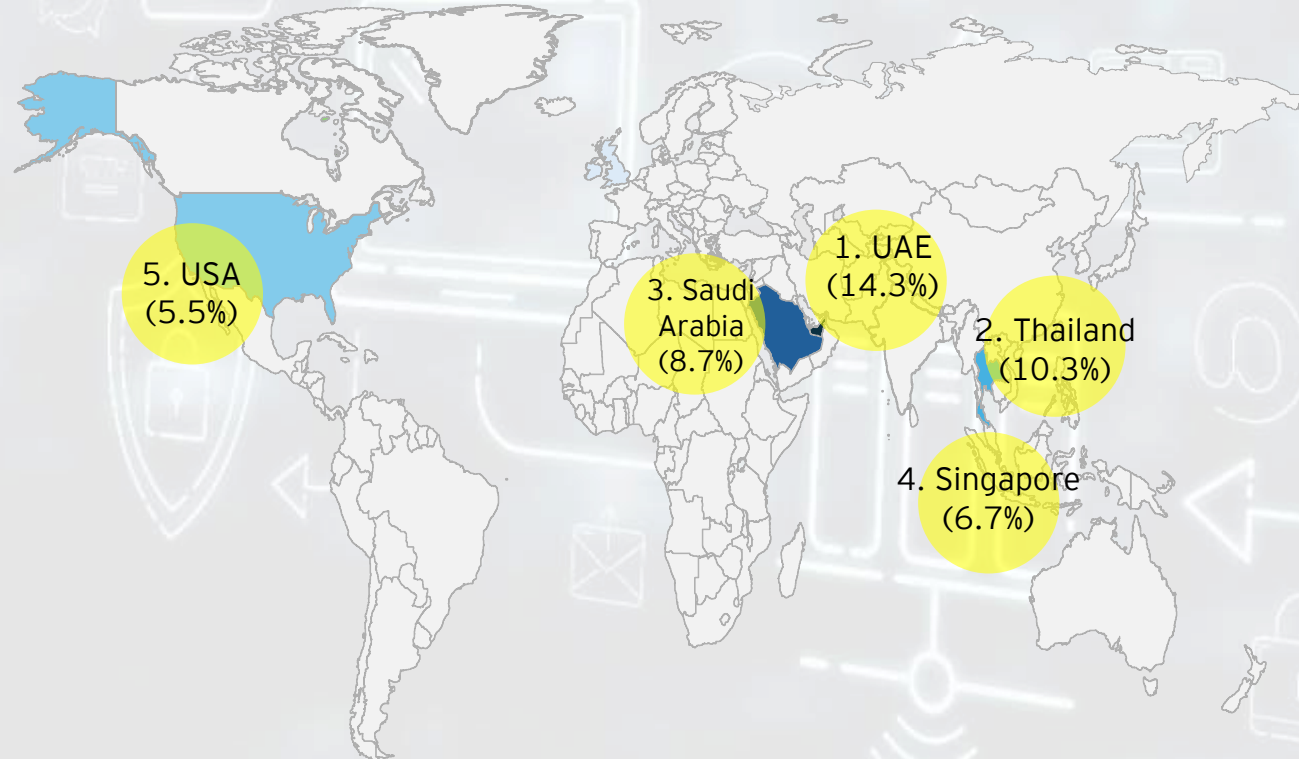 1. UAE
(14.3%)
2. Thailand
(10.3%)
3. Saudi
Arabia
(8.7%)
4. Singapore
(6.7%)
5. USA
(5.5%)